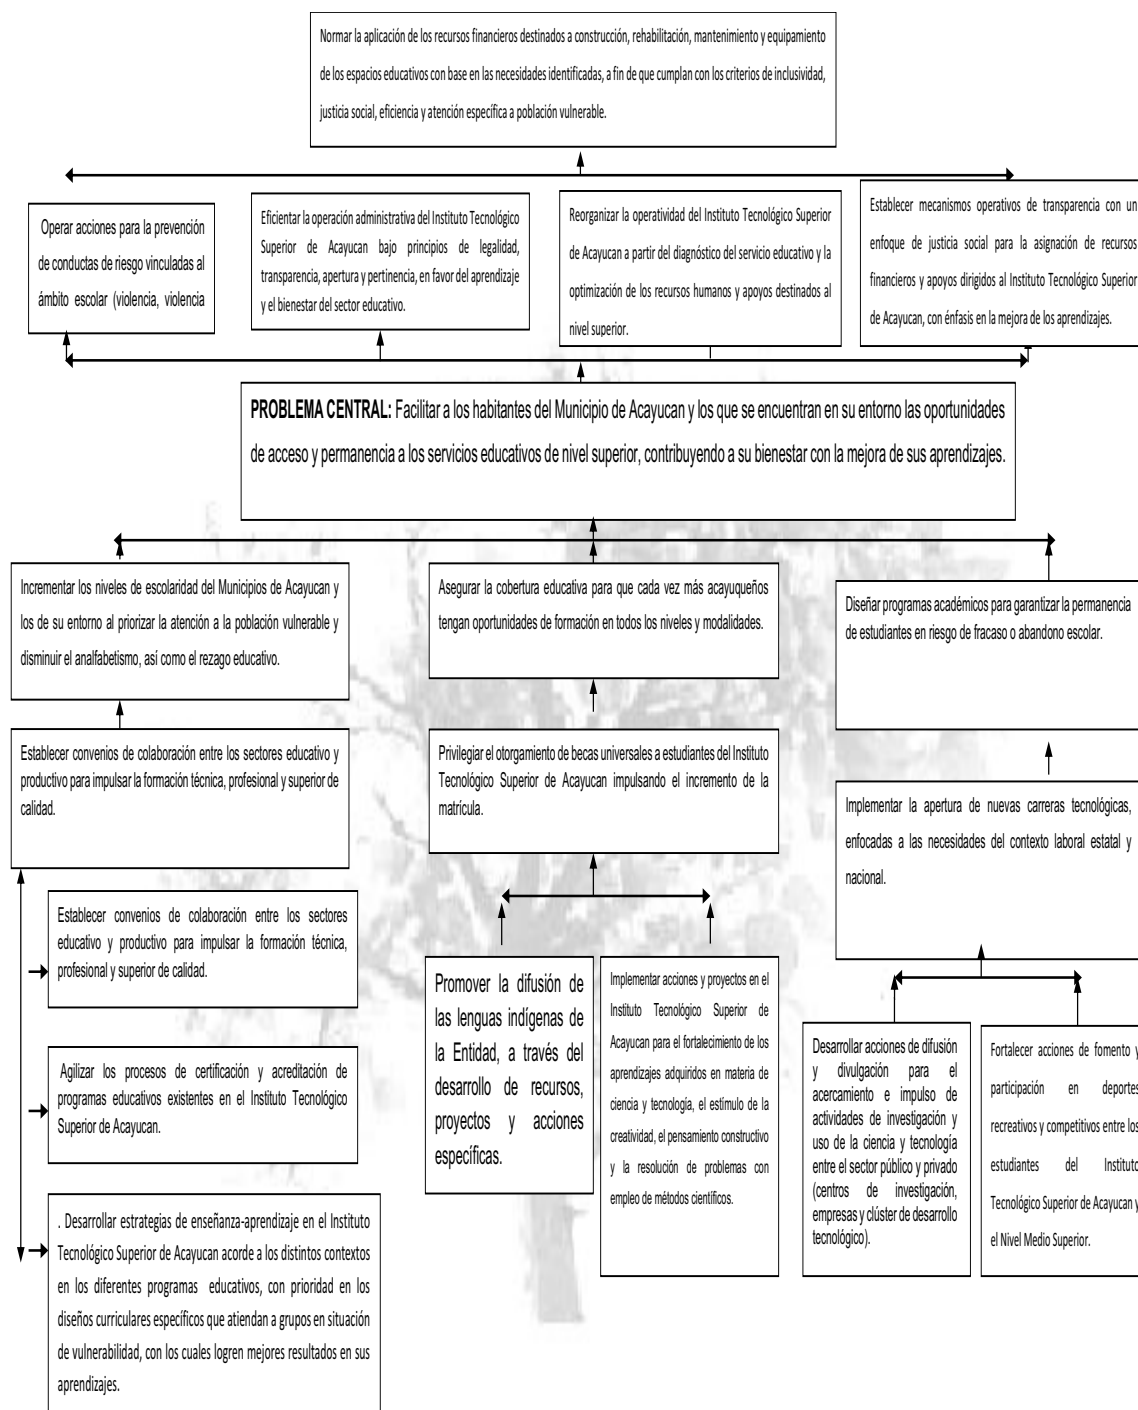 Normar la aplicación de los recursos financieros destinados a construcción, rehabilitación, mantenimiento y equipamiento
de los espacios educativos con base en las necesidades identificadas, a fin de que cumplan con los criterios de inclusividad,
justicia social, eficiencia y atención específica a población vulnerable.
Operar acciones para la prevención
de conductas de riesgo vinculadas al
ámbito escolar (violencia, violencia
Eficientar la operación administrativa del Instituto Tecnológico
Superior de Acayucan bajo principios de legalidad,
transparencia, apertura y pertinencia, en favor del aprendizaje
y el bienestar del sector educativo.
Reorganizar la operatividad del Instituto Tecnológico Superior
de Acayucan a partir del diagnóstico del servicio educativo y la
optimización de los recursos humanos y apoyos destinados al
nivel superior.
Establecer mecanismos operativos de transparencia con un
enfoque de justicia social para la asignación de recursos
financieros y apoyos dirigidos al Instituto Tecnológico Superior
de Acayucan, con énfasis en la mejora de los aprendizajes.
PROBLEMA CENTRAL: Facilitar a los habitantes del Municipio de Acayucan y los que se encuentran en su entorno las oportunidades
de acceso y permanencia a los servicios educativos de nivel superior, contribuyendo a su bienestar con la mejora de sus aprendizajes.
Incrementar los niveles de escolaridad del Municipios de Acayucan y
los de su entorno al priorizar la atención a la población vulnerable y
disminuir el analfabetismo, así como el rezago educativo.
Asegurar la cobertura educativa para que cada vez más acayuqueños
tengan oportunidades de formación en todos los niveles y modalidades.
Diseñar programas académicos para garantizar la permanencia
de estudiantes en riesgo de fracaso o abandono escolar.
Establecer convenios de colaboración entre los sectores educativo y
productivo para impulsar la formación técnica, profesional y superior de
calidad.
Privilegiar el otorgamiento de becas universales a estudiantes del Instituto
Tecnológico Superior de Acayucan impulsando el incremento de la
matrícula.
Implementar la apertura de nuevas carreras tecnológicas,
enfocadas a las necesidades del contexto laboral estatal y
nacional.
Establecer convenios de colaboración entre los sectores
educativo y productivo para impulsar la formación técnica,
profesional y superior de calidad.
Agilizar los procesos de certificación y acreditación de
programas educativos existentes en el Instituto Tecnológico
Superior de Acayucan.
. Desarrollar estrategias de enseñanza-aprendizaje en el Instituto
Tecnológico Superior de Acayucan acorde a los distintos contextos
en los diferentes programas educativos, con prioridad en los
diseños curriculares específicos que atiendan a grupos en situación
de vulnerabilidad, con los cuales logren mejores resultados en sus
aprendizajes.
Promover la difusión de
las lenguas indígenas de
la Entidad, a través del
desarrollo de recursos,
proyectos y acciones
específicas.
Implementar acciones y proyectos en el
Instituto Tecnológico Superior de
Acayucan para el fortalecimiento de los
aprendizajes adquiridos en materia de
ciencia y tecnología, el estímulo de la
creatividad, el pensamiento constructivo
y la resolución de problemas con
empleo de métodos científicos.
Desarrollar acciones de difusión
y divulgación para el
acercamiento e impulso de
actividades de investigación y
uso de la ciencia y tecnología
entre el sector público y privado
(centros de investigación,
empresas y clúster de desarrollo
tecnológico).
Fortalecer acciones de fomento y
participación en deportes
recreativos y competitivos entre los
estudiantes del Instituto
Tecnológico Superior de Acayucan y
el Nivel Medio Superior.